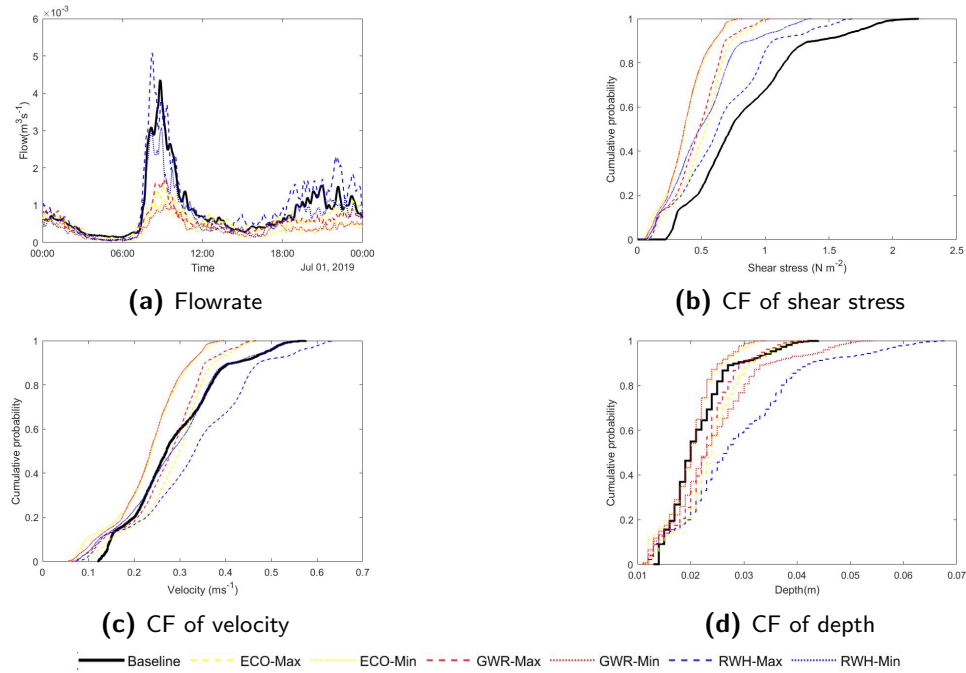 ×10⁻³
6
5
4
3
2
1
0
Flow(m³s⁻¹)
00:00 06:00 12:00 18:00 00:00
Time
Jul 01, 2019
(a) Flowrate
1
0.8
0.6
0.4
0.2
0
Cumulative probability
0 0.5 1 1.5 2 2.5
Shear stress (N m⁻²)
(b) CF of shear stress
1
0.8
0.6
0.4
0.2
0
Cumulative probability
0 0.1 0.2 0.3 0.4 0.5 0.6 0.7
Velocity (ms⁻¹)
(c) CF of velocity
1
0.8
0.6
0.4
0.2
0
Cumulative probability
0.01 0.02 0.03 0.04 0.05 0.06 0.07
Depth(m)
(d) CF of depth
Baseline ECO-Max ECO-Min GWR-Max GWR-Min RWH-Max RWH-Min